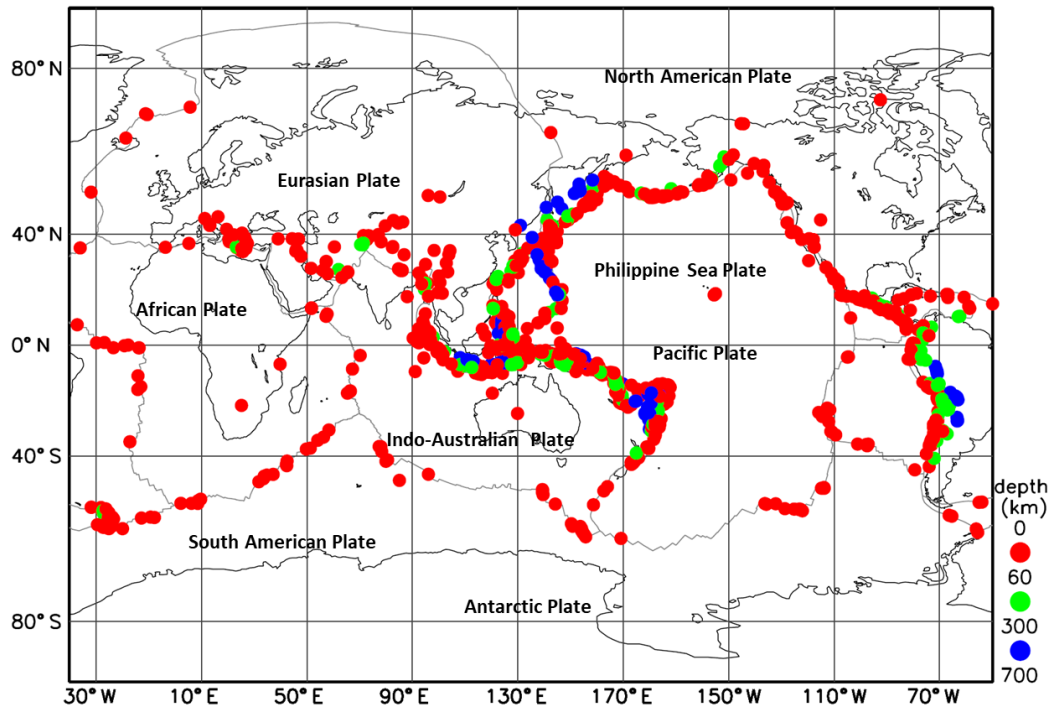 North American Plate
80° N
Eurasian Plate
40° N
Philippine Sea Plate
African Plate
0° N
Pacific Plate
Indo-Australian Plate
40° S
depth
(km)
0
South American Plate
60
Antarctic Plate
300
80° S
700
30°W 10°E 50°E 90°E 130°E 170°E 150°W 110°W 70°W